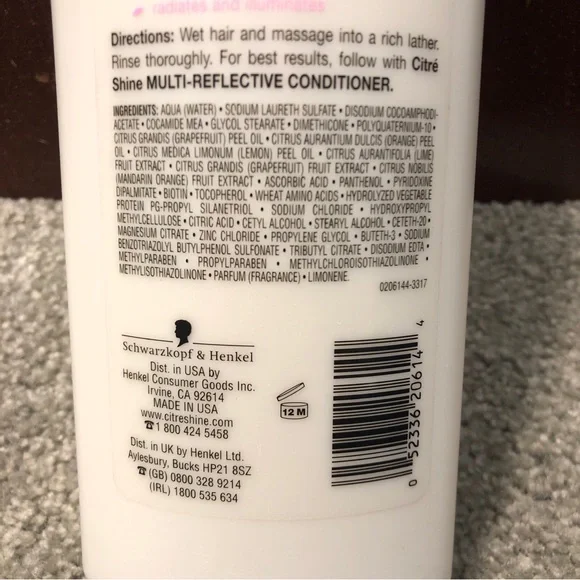 radiates and illuminates
Directions: Wet hair and massage into a rich lather.
Rinse thoroughly. For best results, follow with Citré
Shine MULTI-REFLECTIVE CONDITIONER.
INGREDIENTS: AQUA (WATER) • SODIUM LAURETH SULFATE • DISODIUM COCOAMPHODI-
ACETATE • COCAMIDE MEA • GLYCOL STEARATE • DIMETHICONE • POLYQUATERNIUM-10 •
CITRUS GRANDIS (GRAPEFRUIT) PEEL OIL • CITRUS AURANTIUM DULCIS (ORANGE) PEEL
OIL • CITRUS MEDICA LIMONUM (LEMON) PEEL OIL • CITRUS AURANTIFOLIA (LIME)
FRUIT EXTRACT • CITRUS GRANDIS (GRAPEFRUIT) FRUIT EXTRACT • CITRUS NOBILIS
(MANDARIN ORANGE) FRUIT EXTRACT • ASCORBIC ACID • PANTHENOL • PYRIDOXINE
DIPALMITATE • BIOTIN • TOCOPHEROL • WHEAT AMINO ACIDS • HYDROLYZED VEGETABLE
PROTEIN PG-PROPYL SILANETRIOL • SODIUM CHLORIDE • HYDROXYPROPYL
METHYLCELLULOSE • CITRIC ACID • CETYL ALCOHOL • STEARYL ALCOHOL • CETETH-20 •
MAGNESIUM CITRATE • ZINC CHLORIDE • PROPYLENE GLYCOL • BUTETH-3 • SODIUM
BENZOTRIAZOLYL BUTYLPHENOL SULFONATE • TRIBUTYL CITRATE • DISODIUM EDTA •
METHYLPARABEN • PROPYLPARABEN • METHYLCHLOROISOTHIAZOLINONE •
METHYLISOTHIAZOLINONE • PARFUM (FRAGRANCE) • LIMONENE.
0206144-3317
Schwarzkopf & Henkel
Dist. in USA by
Henkel Consumer Goods Inc.
Irvine, CA 92614
MADE IN USA
www.citreshine.com
☎1 800 424 5458
Dist. in UK by Henkel Ltd.
Aylesbury, Bucks HP21 8SZ
☎ (GB) 0800 328 9214
(IRL) 1800 535 634
12 M
0 52336 20614 4